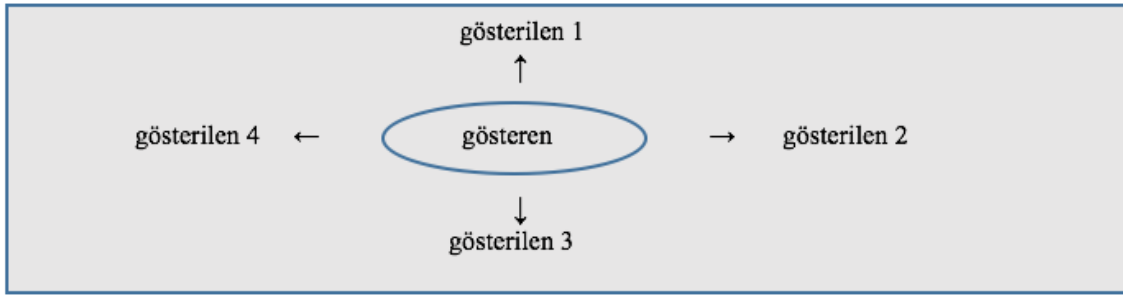 gösterilen 1
↑
gösterilen 4 ← gösteren → gösterilen 2
↓
gösterilen 3